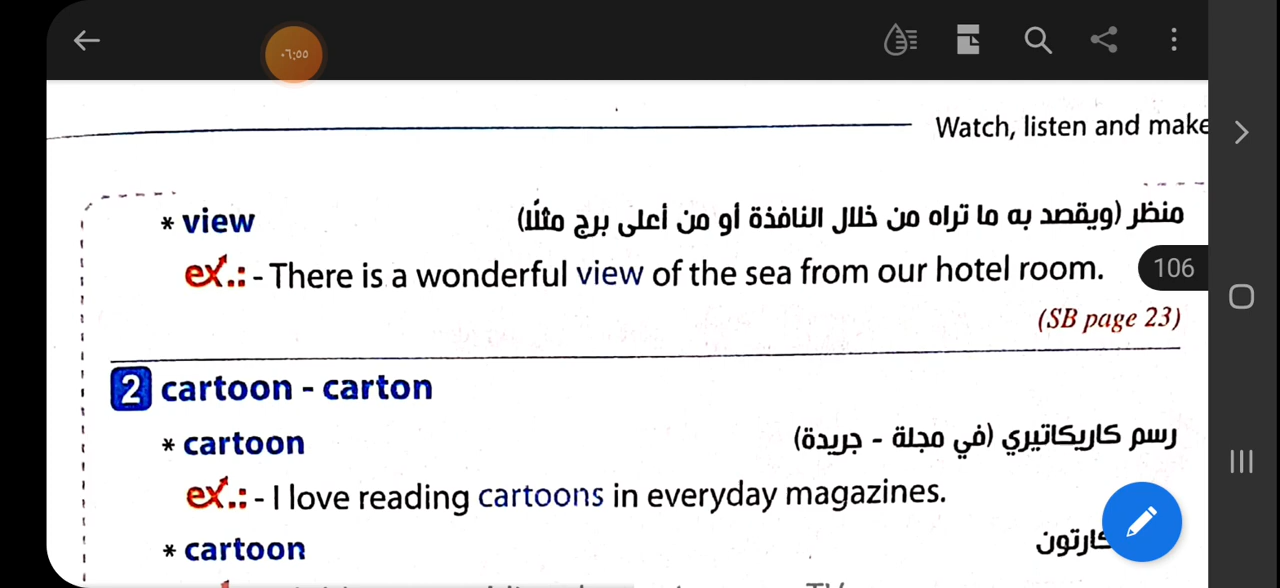 ٠٦:٥٥
Watch, listen and make
* view منظر (ويقصد به ما تراه من خلال النافذة أو من أعلى برج مثلًا)
ex.: - There is a wonderful view of the sea from our hotel room.
106
(SB page 23)
2 cartoon - carton
* cartoon رسم كاريكاتيري (في مجلة - جريدة)
ex.: - I love reading cartoons in everyday magazines.
* cartoon كارتون